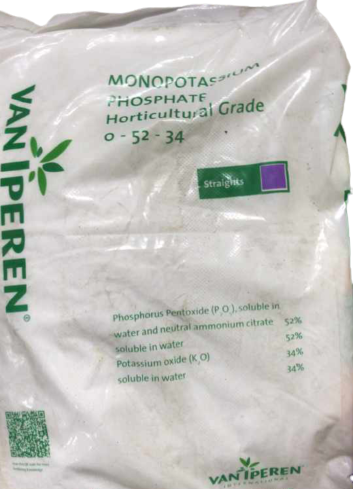 MONOPOTASSIUM
PHOSPHATE
Horticultural Grade
0 - 52 - 34
VAN IPEREN®
Straights
Phosphorus Pentoxide (P₂O₅), soluble in
water and neutral ammonium citrate 52%
soluble in water 52%
Potassium oxide (K₂O) 34%
soluble in water 34%
VAN IPEREN
INTERNATIONAL